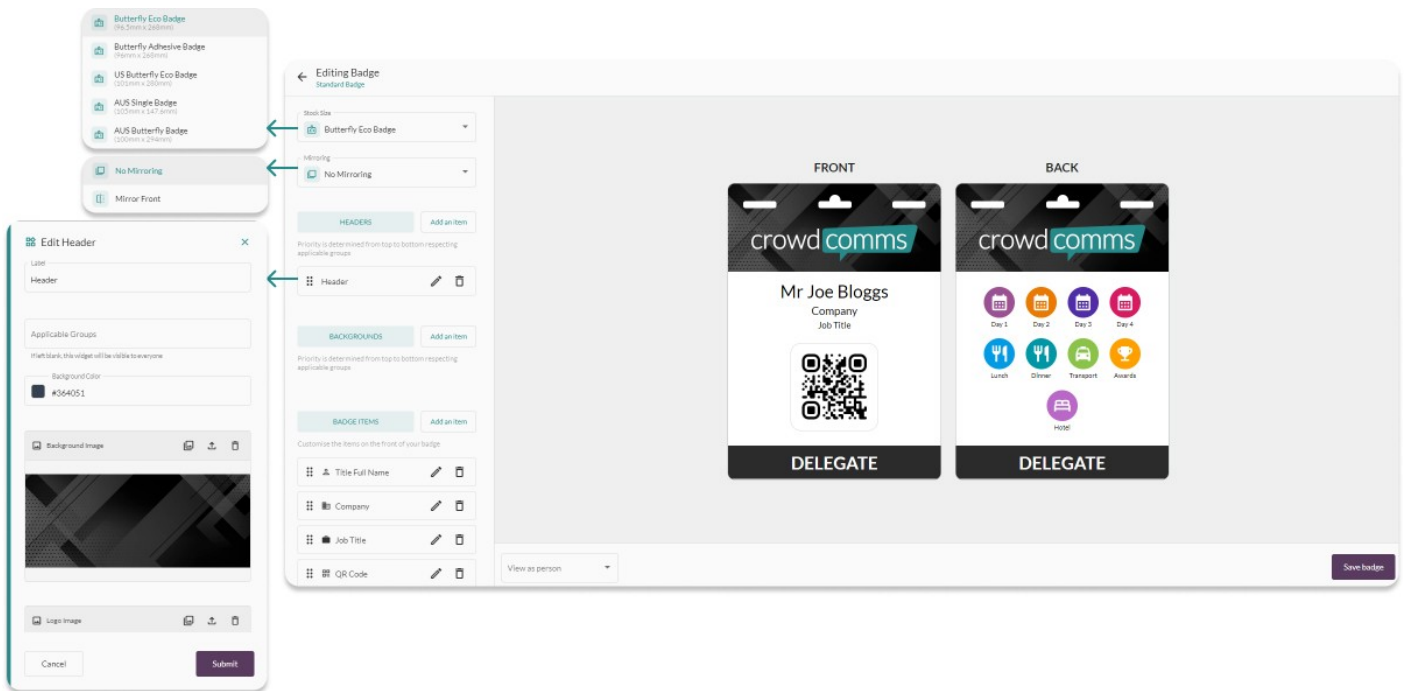 Butterfly Eco Badge
(96.5mm x 268mm)
Butterfly Adhesive Badge
(96mm x 268mm)
US Butterfly Eco Badge
(101mm x 280mm)
AUS Single Badge
(105mm x 147.6mm)
AUS Butterfly Badge
(100mm x 294mm)
No Mirroring
Mirror Front
Edit Header
Label
Header
Applicable Groups
If left blank, this widget will be visible to everyone
Background Color
#364051
Background Image
Logo Image
Cancel
Submit
Editing Badge
Standard Badge
Stock Size
Butterfly Eco Badge
Mirroring
No Mirroring
HEADERS
Add an item
Priority is determined from top to bottom respecting
applicable groups
Header
BACKGROUNDS
Add an item
Priority is determined from top to bottom respecting
applicable groups
BADGE ITEMS
Add an item
Customise the items on the front of your badge
Title Full Name
Company
Job Title
QR Code
FRONT
crowd comms
Mr Joe Bloggs
Company
Job Title
DELEGATE
BACK
crowd comms
Day 1
Day 2
Day 3
Day 4
Lunch
Dinner
Transport
Awards
Hotel
DELEGATE
View as person
Save badge